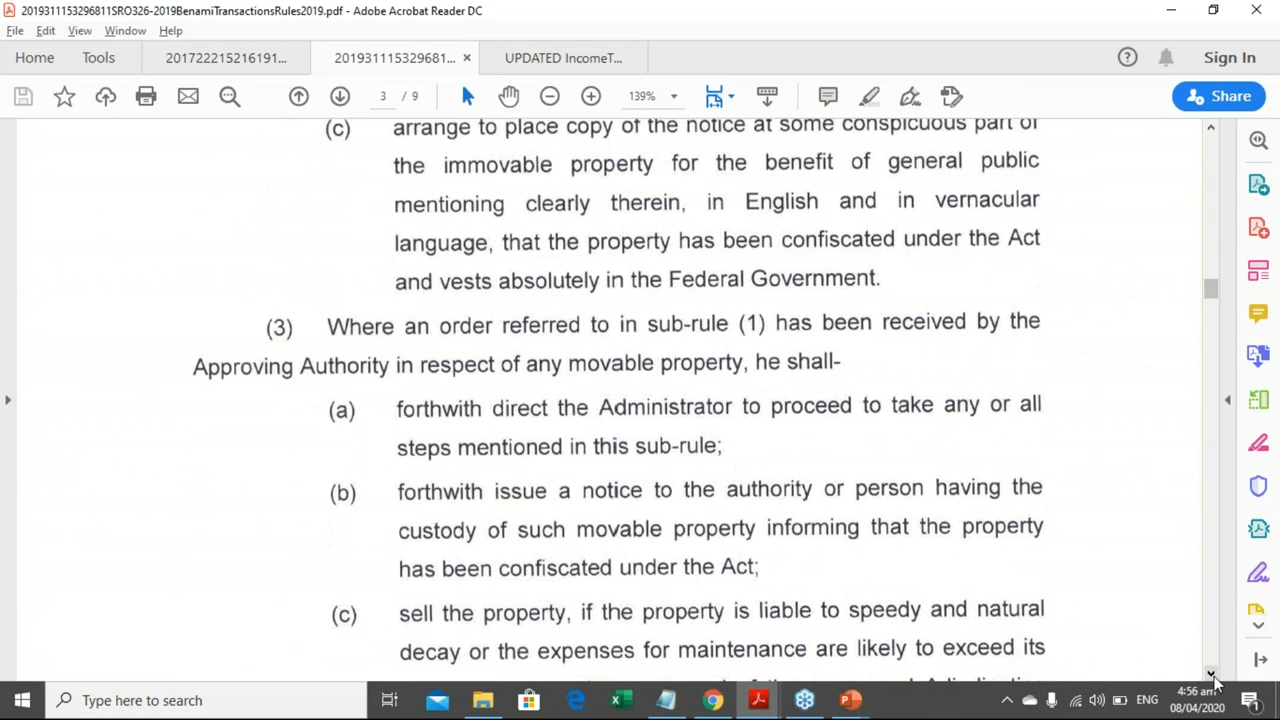 201931115329681​1SRO326-2019BenamiTransactionsRules2019.pdf - Adobe Acrobat Reader DC
File Edit View Window Help
Home Tools 201722215216191... 201931115329681... × UPDATED IncomeT... Sign In
3 / 9 139% Share
(c) arrange to place copy of the notice at some conspicuous part of
the immovable property for the benefit of general public
mentioning clearly therein, in English and in vernacular
language, that the property has been confiscated under the Act
and vests absolutely in the Federal Government.
(3) Where an order referred to in sub-rule (1) has been received by the
Approving Authority in respect of any movable property, he shall-
(a) forthwith direct the Administrator to proceed to take any or all
steps mentioned in this sub-rule;
(b) forthwith issue a notice to the authority or person having the
custody of such movable property informing that the property
has been confiscated under the Act;
(c) sell the property, if the property is liable to speedy and natural
decay or the expenses for maintenance are likely to exceed its
Type here to search
ENG
4:56 am
08/04/2020
1